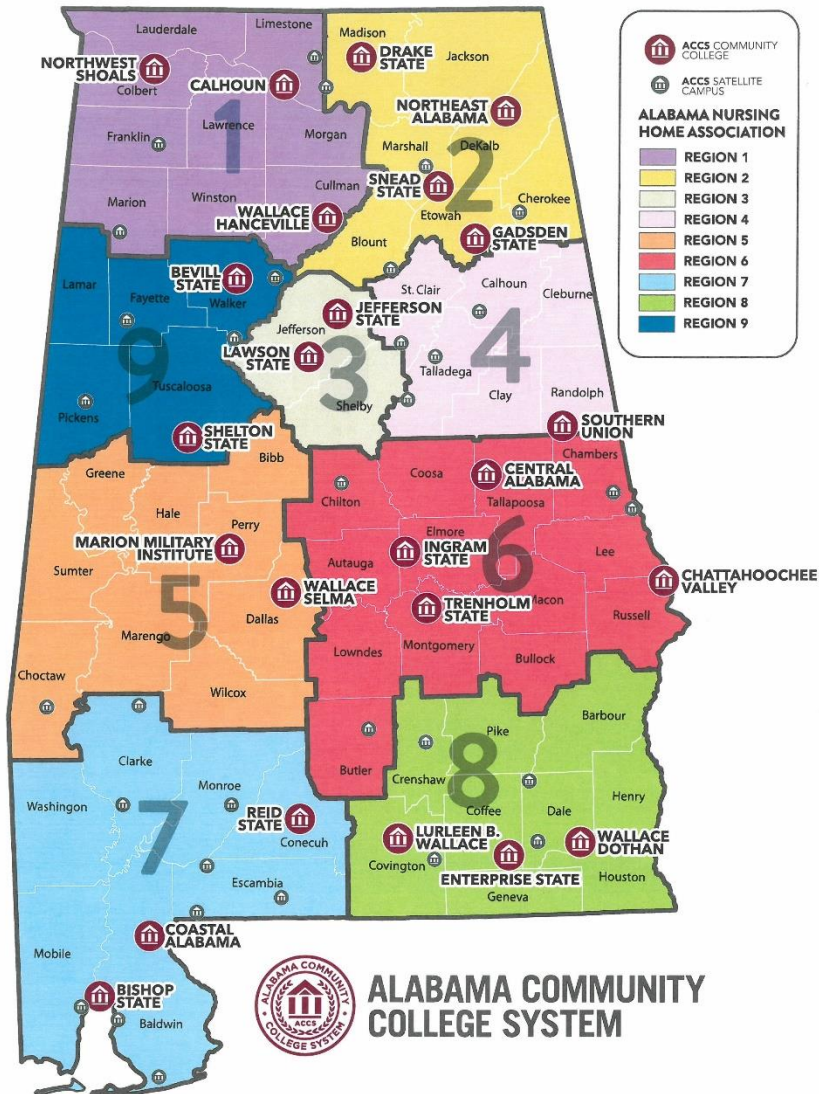 Lauderdale
Limestone
Madison
Jackson
DRAKE
STATE
NORTHWEST
SHOALS
Colbert
CALHOUN
NORTHEAST
ALABAMA
Franklin
Lawrence
Morgan
Marshall
DeKalb
1
2
SNEAD
STATE
Marion
Winston
Cullman
Cherokee
Etowah
WALLACE
HANCEVILLE
Blount
GADSDEN
STATE
BEVILL
STATE
Lamar
Fayette
Walker
St. Clair
Calhoun
Cleburne
JEFFERSON
STATE
Jefferson
LAWSON
STATE
9
3
4
Talladega
Tuscaloosa
Pickens
Shelby
Clay
Randolph
SHELTON
STATE
SOUTHERN
UNION
Bibb
Chambers
Greene
Coosa
CENTRAL
ALABAMA
Tallapoosa
Chilton
Hale
Perry
Elmore
MARION MILITARY
INSTITUTE
INGRAM
STATE
6
Lee
Autauga
Sumter
WALLACE
SELMA
CHATTAHOOCHEE
VALLEY
5
Dallas
TRENHOLM
STATE
Macon
Russell
Marengo
Lowndes
Montgomery
Bullock
Choctaw
Wilcox
Barbour
Pike
Clarke
Butler
Crenshaw
8
Monroe
Washingon
7
REID
STATE
Conecuh
Coffee
Dale
Henry
LURLEEN B.
WALLACE
WALLACE
DOTHAN
Covington
ENTERPRISE STATE
Houston
Geneva
Escambia
COASTAL
ALABAMA
Mobile
BISHOP
STATE
Baldwin
ACCS COMMUNITY
COLLEGE
ACCS SATELLITE
CAMPUS
ALABAMA NURSING
HOME ASSOCIATION
REGION 1
REGION 2
REGION 3
REGION 4
REGION 5
REGION 6
REGION 7
REGION 8
REGION 9
ALABAMA COMMUNITY
COLLEGE SYSTEM
ACCS
ALABAMA COMMUNITY
COLLEGE SYSTEM